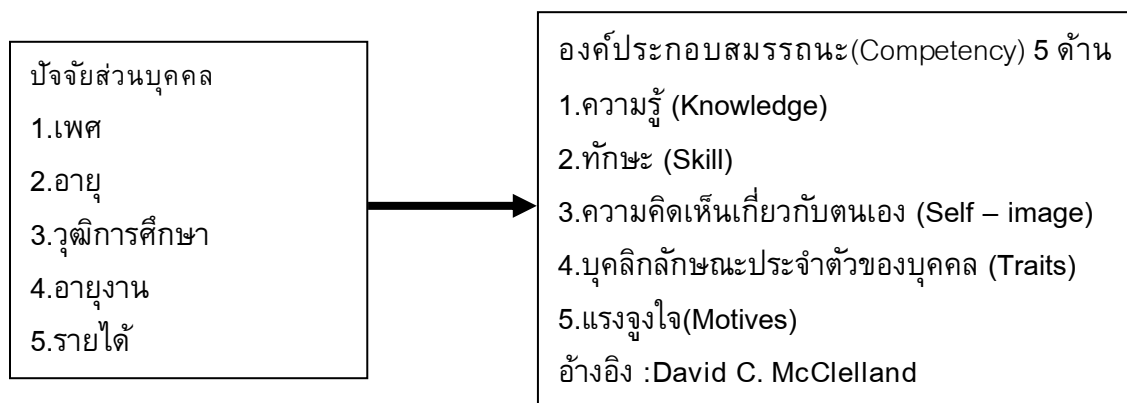 ปัจจัยส่วนบุคคล
1.เพศ
2.อายุ
3.วุฒิการศึกษา
4.อายุงาน
5.รายได้
องค์ประกอบสมรรถนะ(Competency) 5 ด้าน
1.ความรู้ (Knowledge)
2.ทักษะ (Skill)
3.ความคิดเห็นเกี่ยวกับตนเอง (Self – image)
4.บุคลิกลักษณะประจำตัวของบุคคล (Traits)
5.แรงจูงใจ(Motives)
อ้างอิง :David C. McClelland